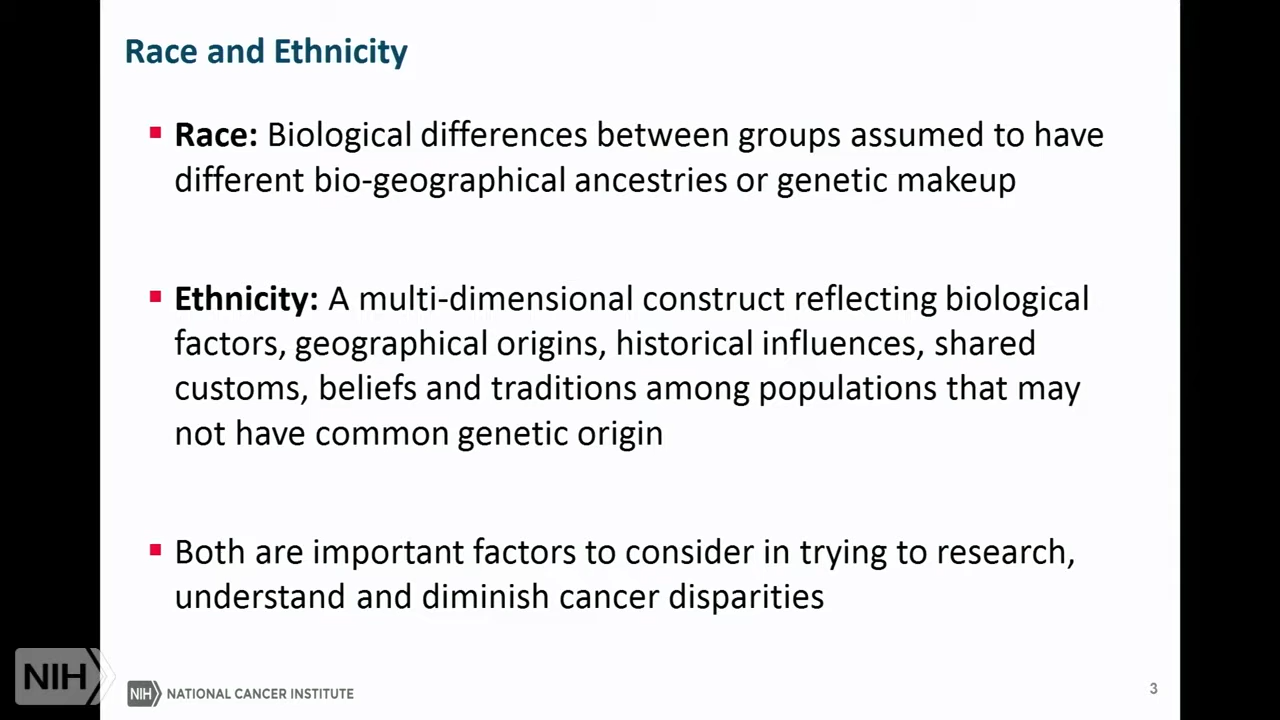 Race and Ethnicity
Race: Biological differences between groups assumed to have
different bio-geographical ancestries or genetic makeup
Ethnicity: A multi-dimensional construct reflecting biological
factors, geographical origins, historical influences, shared
customs, beliefs and traditions among populations that may
not have common genetic origin
Both are important factors to consider in trying to research,
understand and diminish cancer disparities
NIH
NIH NATIONAL CANCER INSTITUTE
3